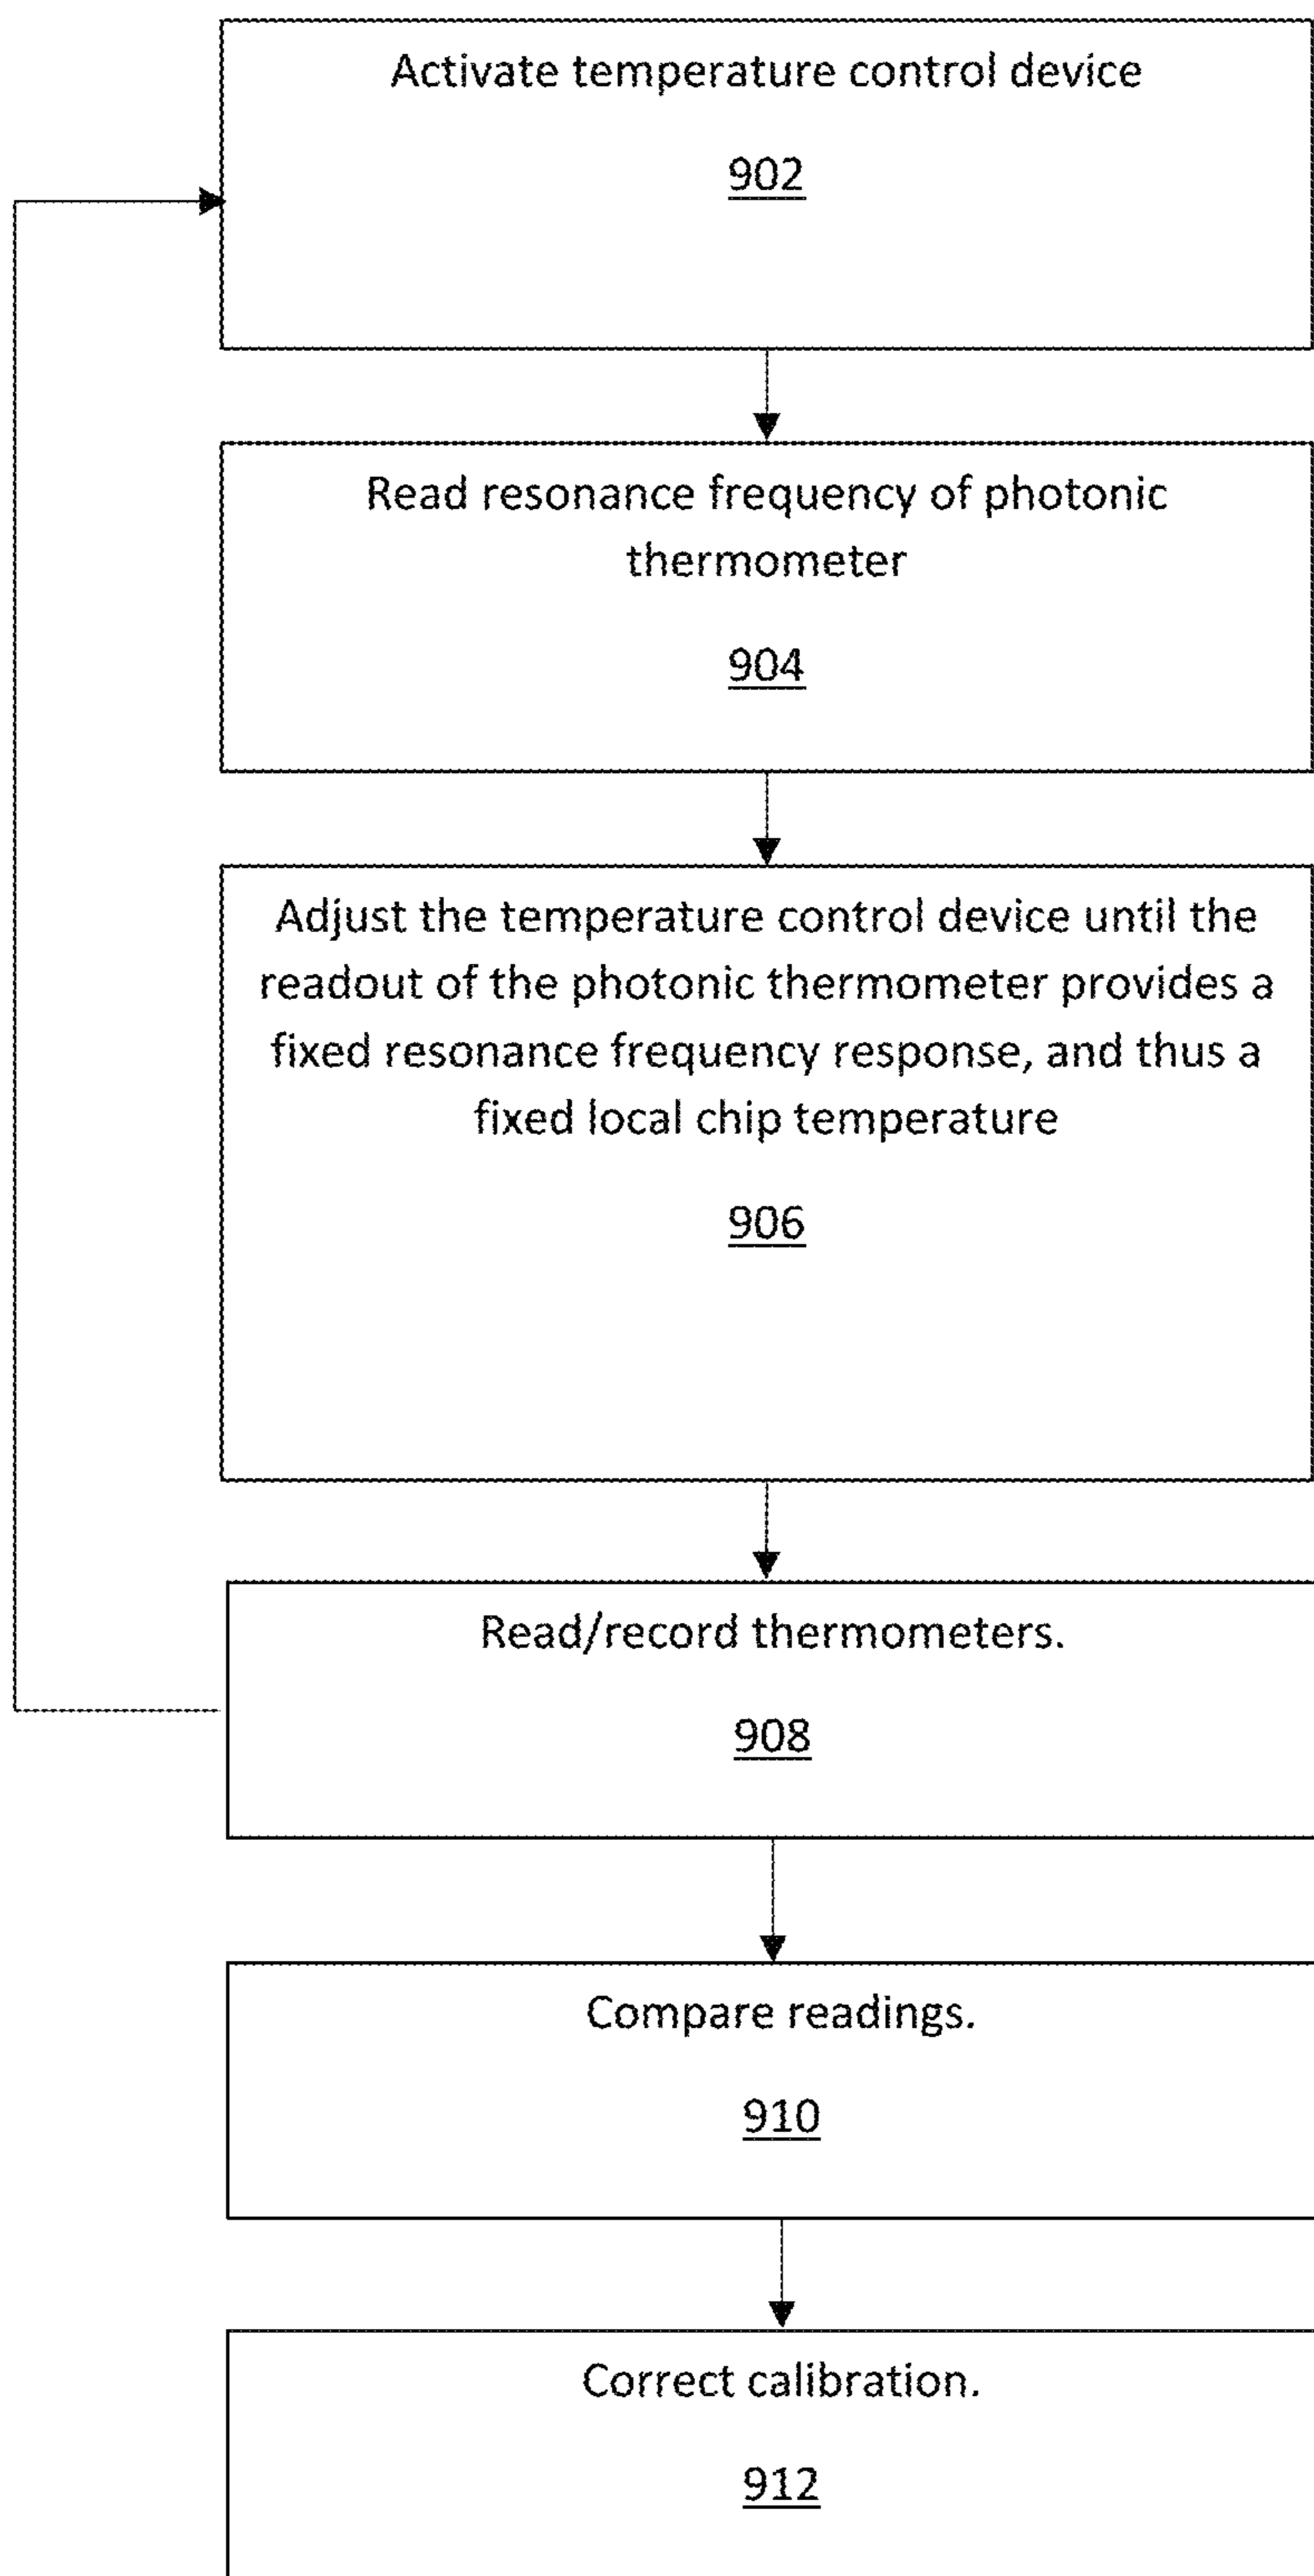 Activate temperature control device
902
Read resonance frequency of photonic
thermometer
904
Adjust the temperature control device until the
readout of the photonic thermometer provides a
fixed resonance frequency response, and thus a
fixed local chip temperature
906
Read/record thermometers.
908
Compare readings.
910
Correct calibration.
912